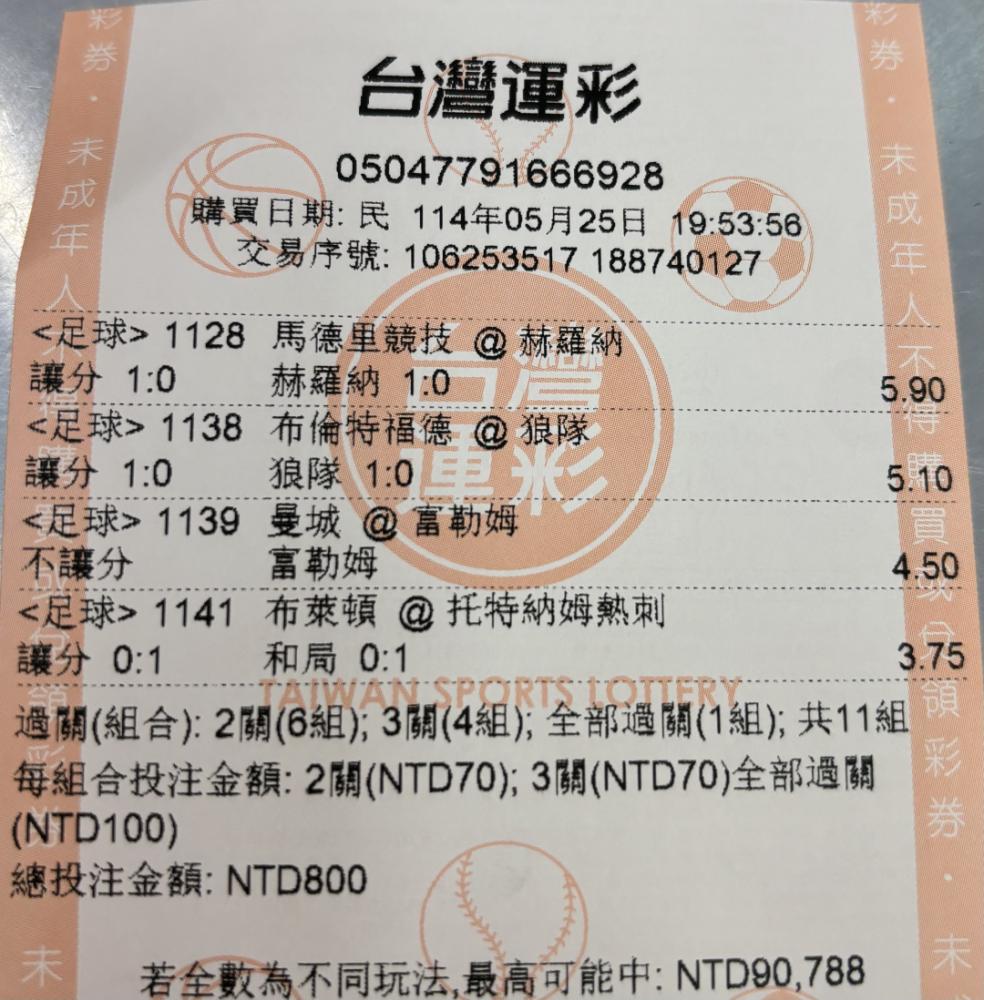 台灣運彩
05047791666928
購買日期: 民 114年05月25日 19:53:56
交易序號: 106253517 188740127
<足球> 1128 馬德里競技 @ 赫羅納
讓分 1:0 赫羅納 1:0 5.90
<足球> 1138 布倫特福德 @ 狼隊
讓分 1:0 狼隊 1:0 5.10
<足球> 1139 曼城 @ 富勒姆
不讓分 富勒姆 4.50
<足球> 1141 布萊頓 @ 托特納姆熱刺
讓分 0:1 和局 0:1 3.75
台灣
運彩
TAIWAN SPORTS LOTTERY
過關(組合): 2關(6組); 3關(4組); 全部過關(1組); 共11組
每組合投注金額: 2關(NTD70); 3關(NTD70)全部過關
(NTD100)
總投注金額: NTD800
若全數為不同玩法,最高可能中: NTD90,788
彩券・未成年人不得購買或兌領彩券・未
彩券・未成年人不得購買或兌領彩券・未